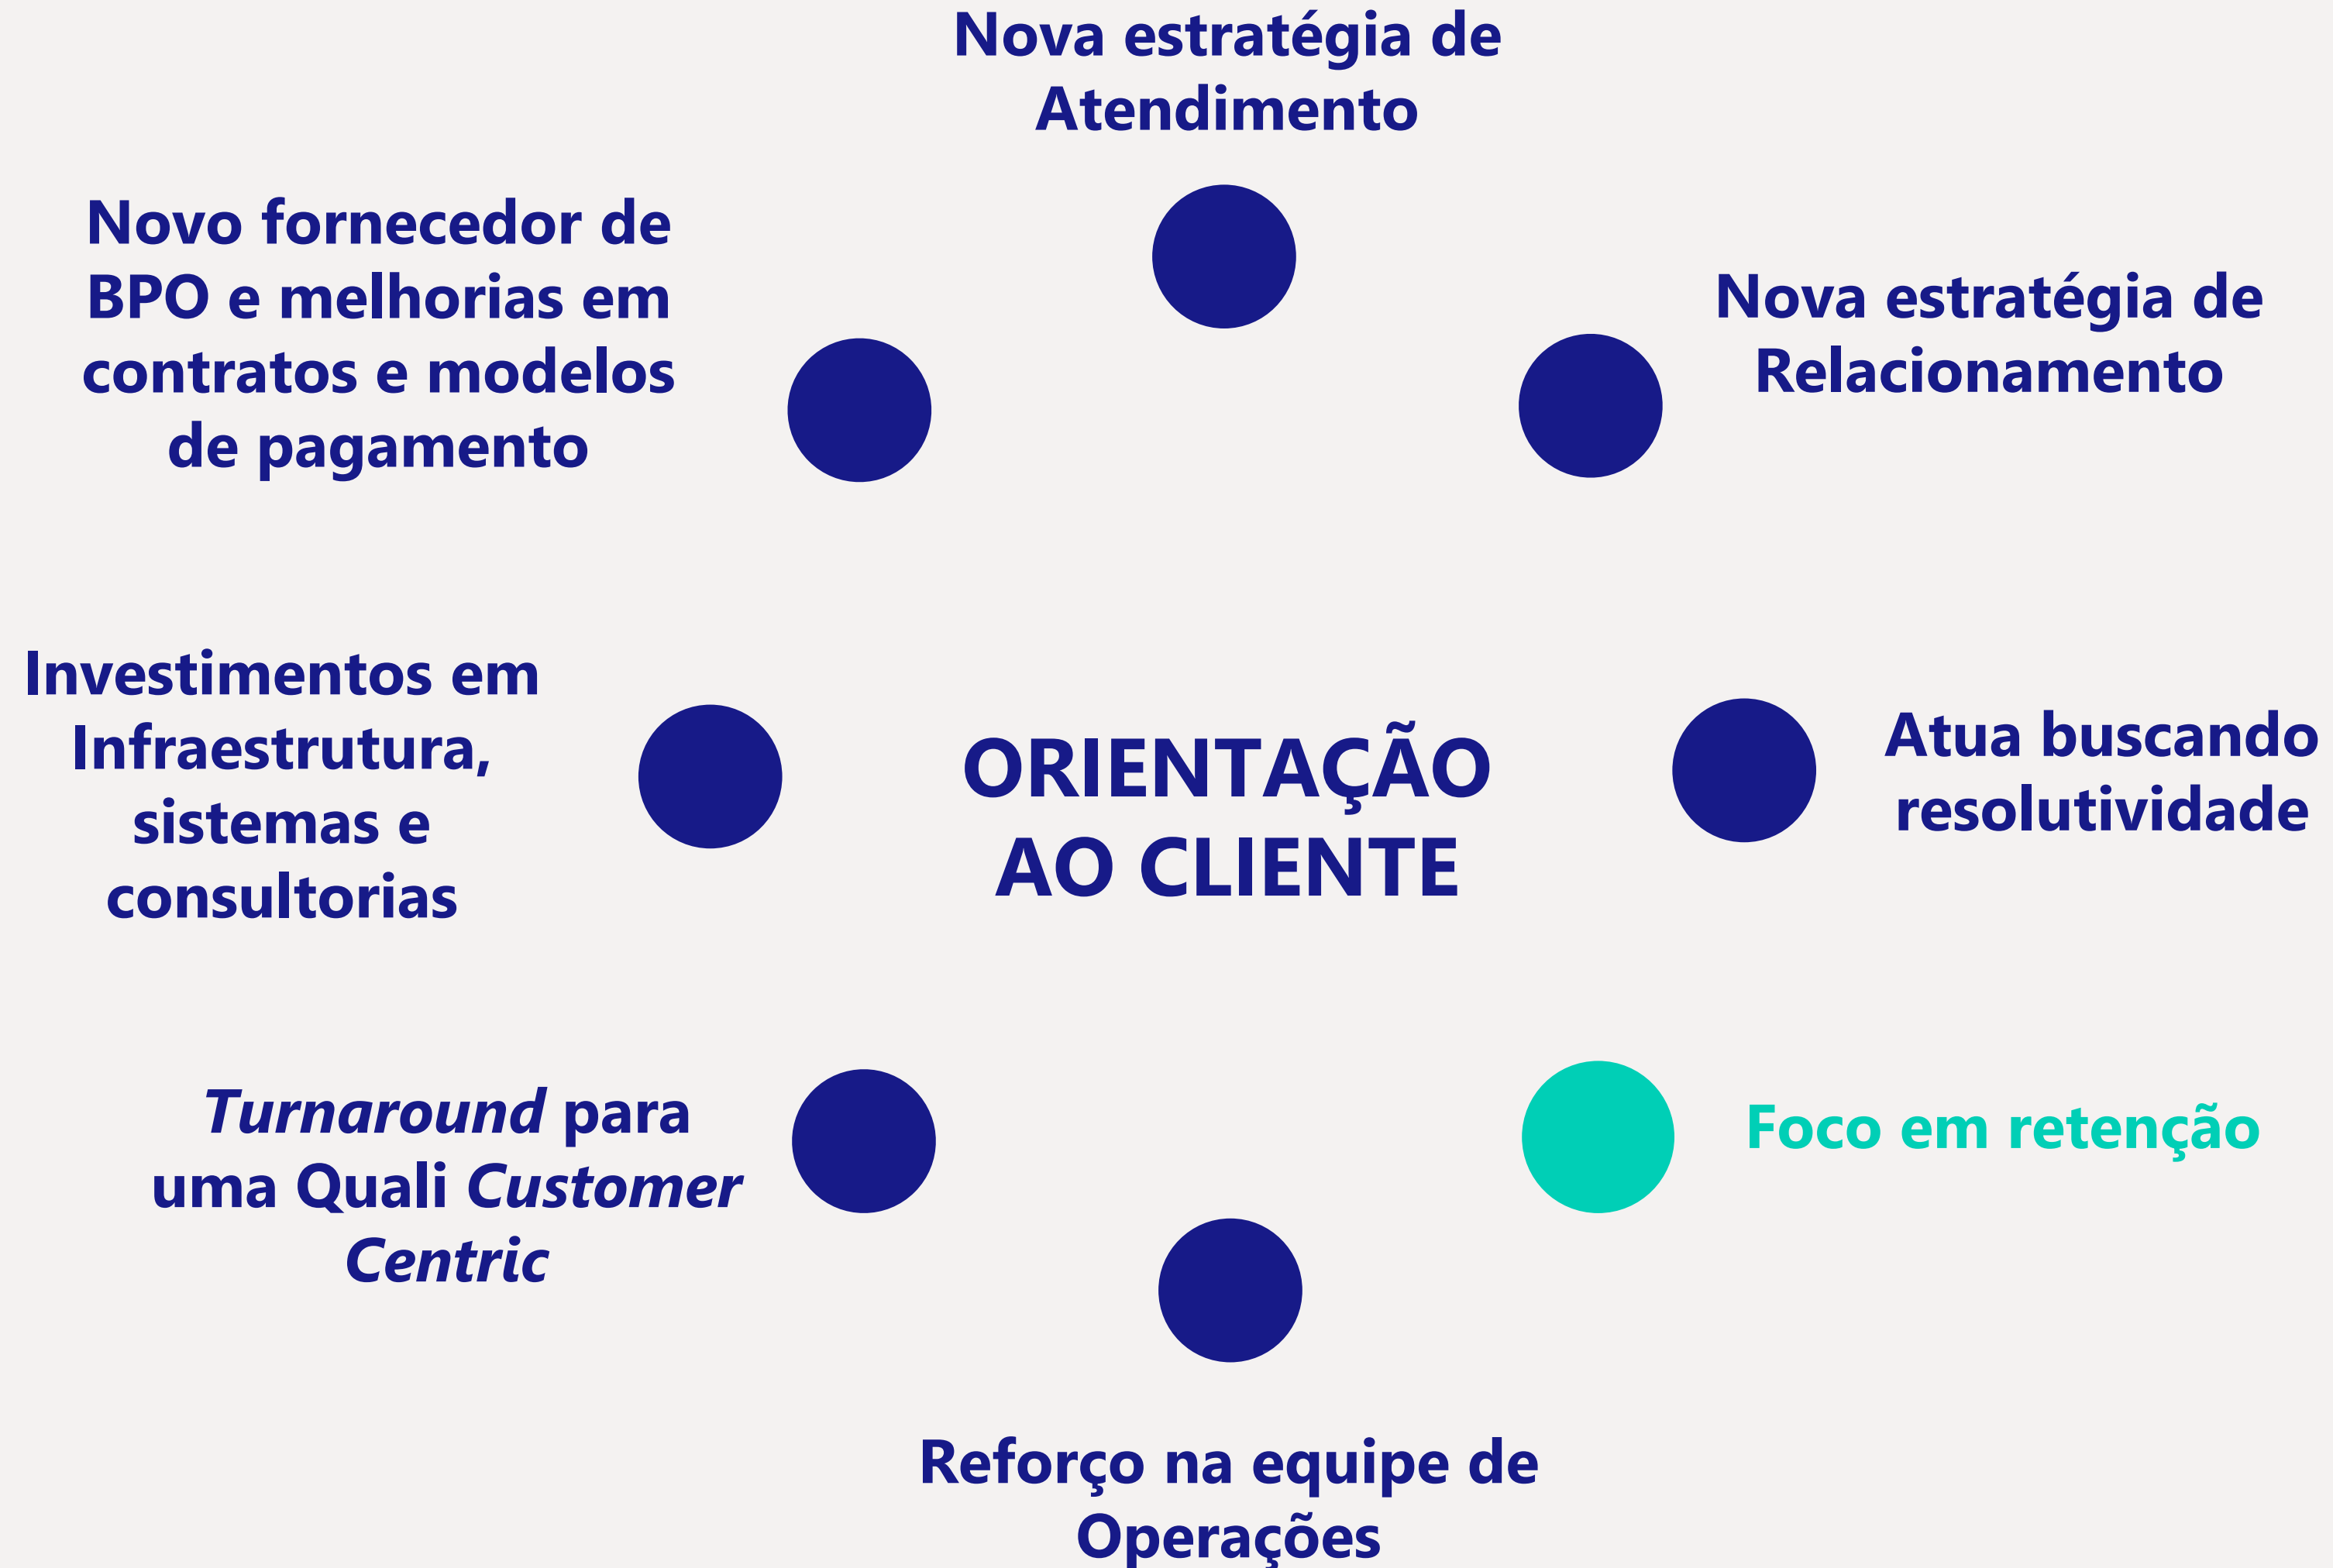 Nova estratégia de
Atendimento
Novo fornecedor de
BPO e melhorias em
contratos e modelos
de pagamento
Nova estratégia de
Relacionamento
Investimentos em
Infraestrutura,
sistemas e
consultorias
ORIENTAÇÃO
AO CLIENTE
Atua buscando
resolutividade
Turnaround para
uma Quali Customer
Centric
Foco em retenção
Reforço na equipe de
Operações